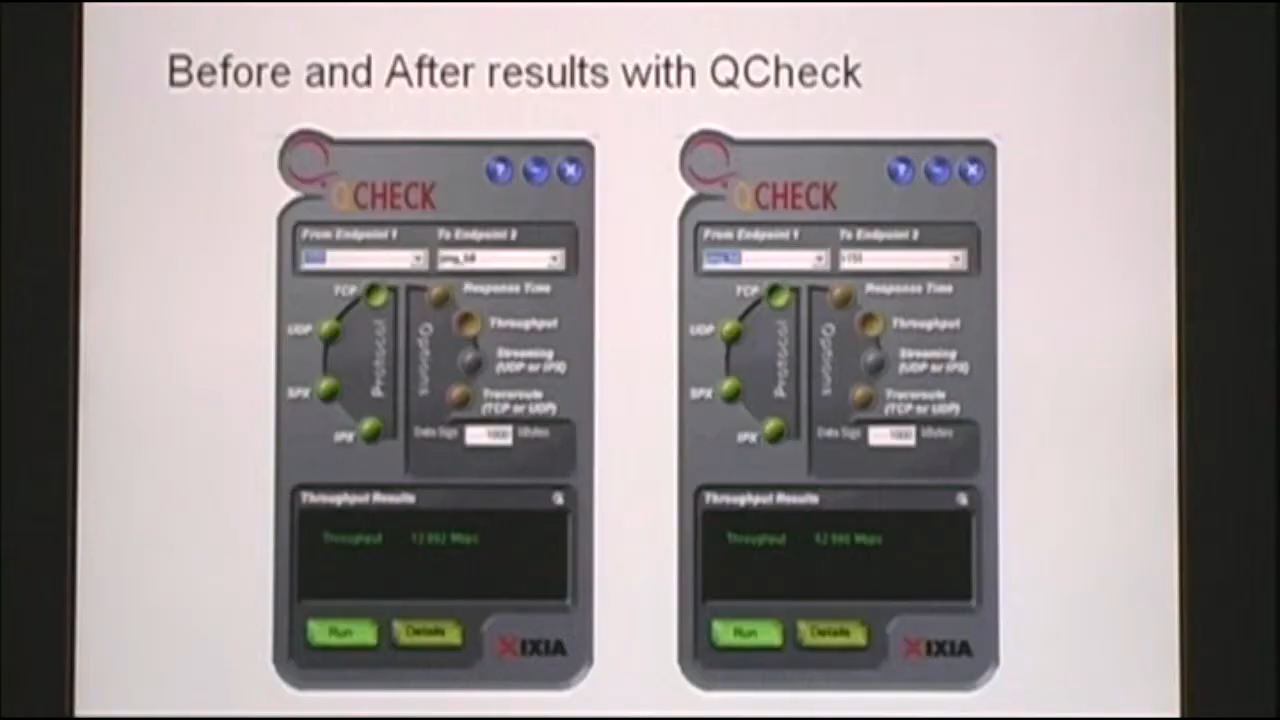 Before and After results with QCheck
QCHECK
From Endpoint 1 To Endpoint 2
TCP
UDP
SPX
IPX
Protocol
Options
Response Time
Throughput
Streaming
(UDP or IPX)
Traceroute
(TCP or UDP)
Data Size 1000 kBytes
Throughput Results
Throughput Mbps
Run Details
IXIA
QCHECK
From Endpoint 1 To Endpoint 2
TCP
UDP
SPX
IPX
Protocol
Options
Response Time
Throughput
Streaming
(UDP or IPX)
Traceroute
(TCP or UDP)
Data Size 1000 kBytes
Throughput Results
Throughput Mbps
Run Details
IXIA